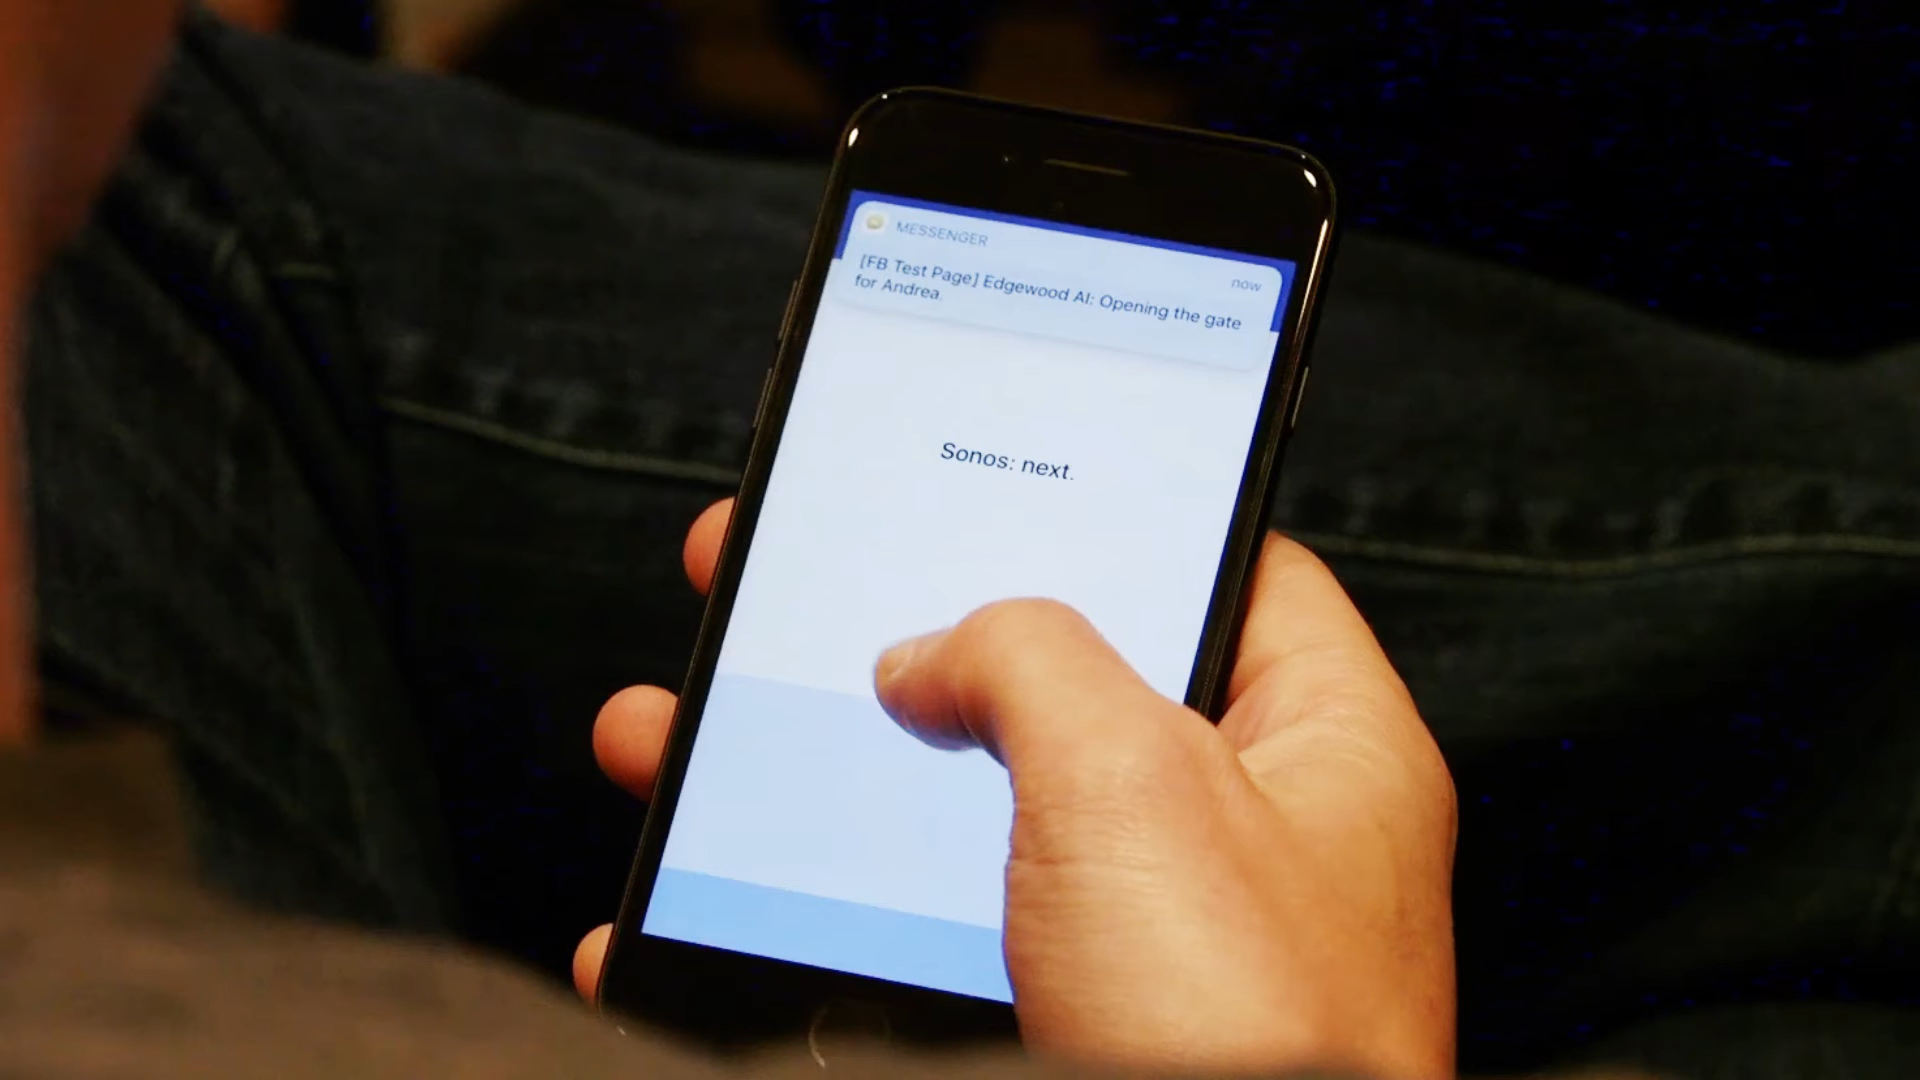 MESSENGER
now
[FB Test Page] Edgewood AI: Opening the gate
for Andrea.
Sonos: next.